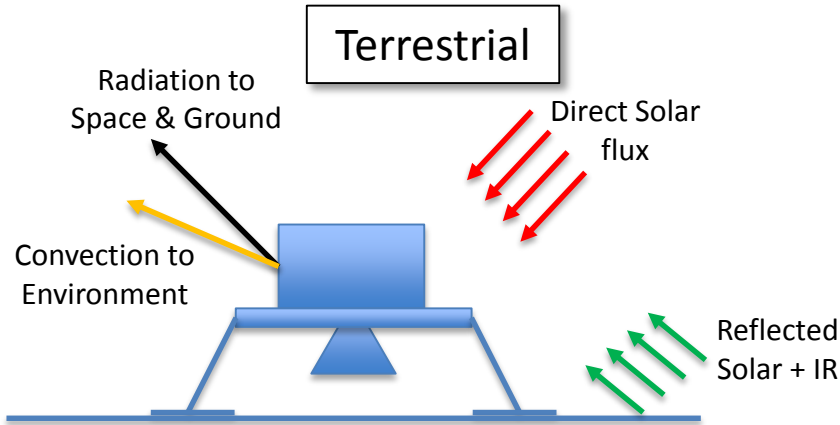 Terrestrial
Radiation to
Space & Ground
Direct Solar
flux
Convection to
Environment
Reflected
Solar + IR